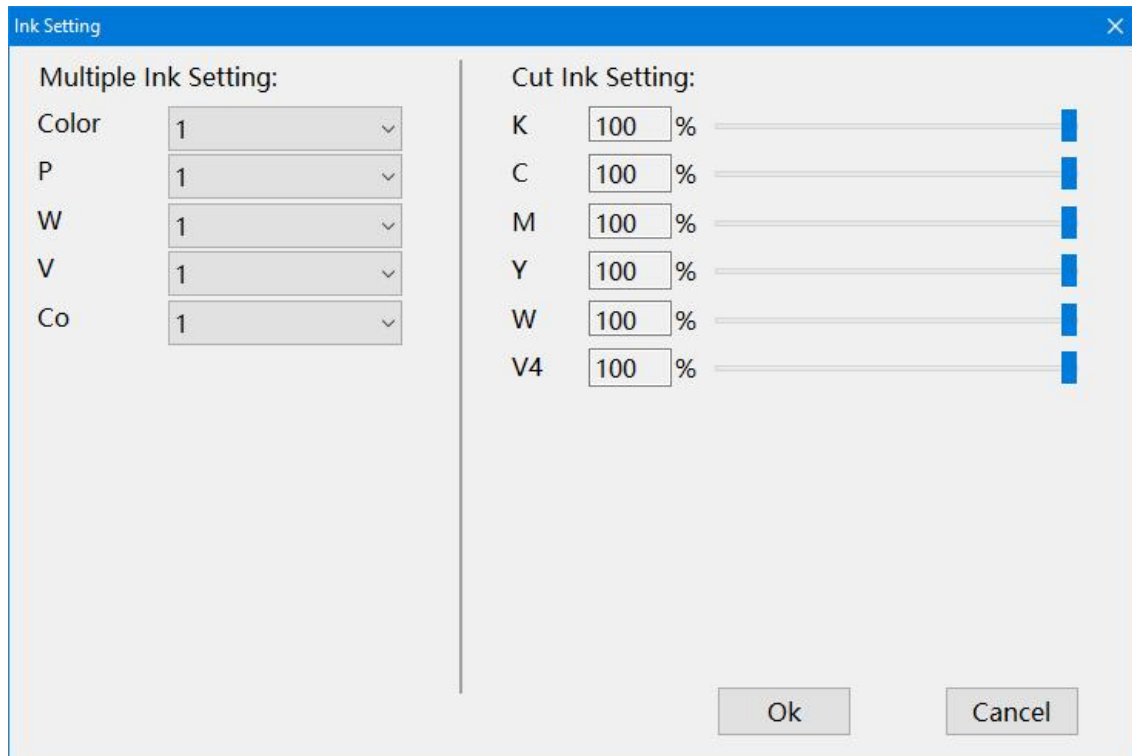 Ink Setting
Multiple Ink Setting:
Color 1
P 1
W 1
V 1
Co 1
Cut Ink Setting:
K 100 %
C 100 %
M 100 %
Y 100 %
W 100 %
V4 100 %
Ok Cancel